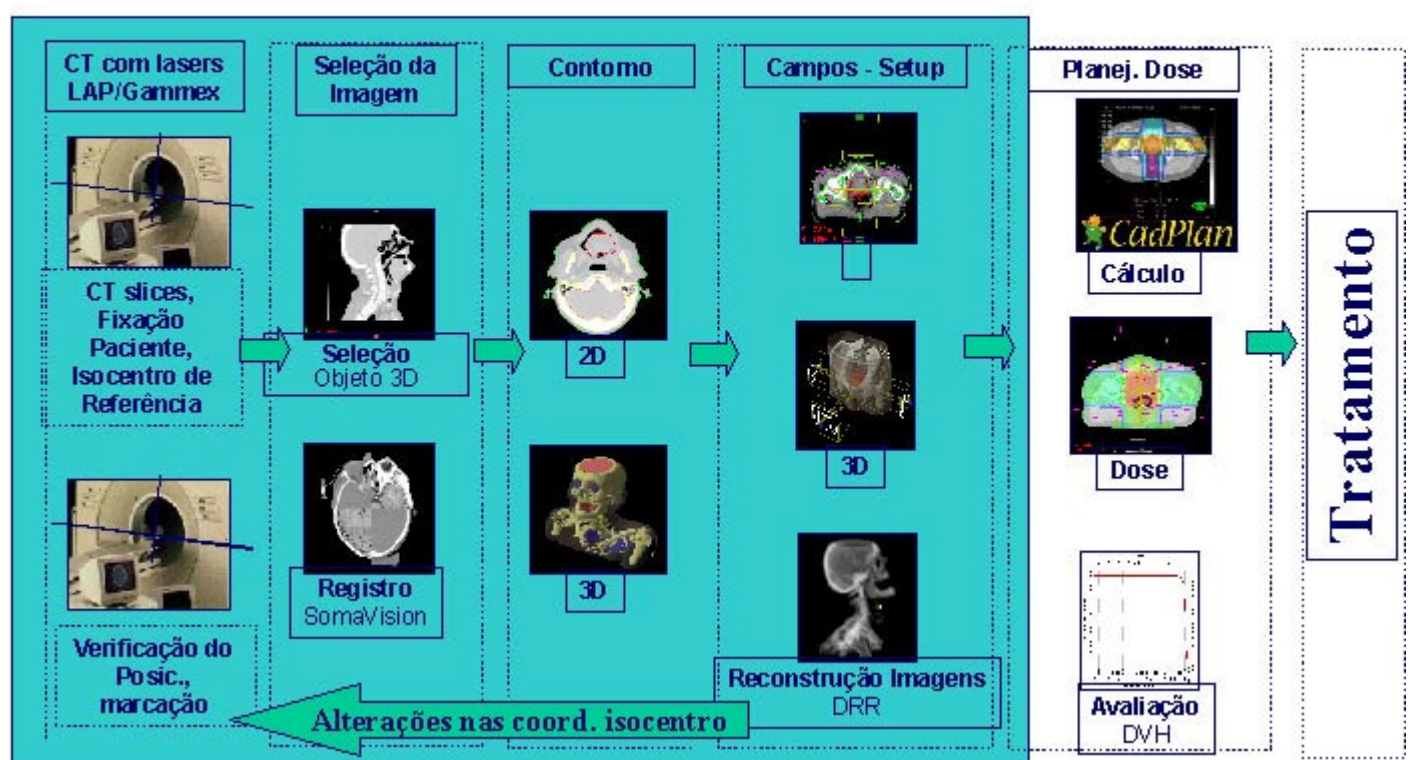 CT com lasers
LAP/Gammex
CT slices,
Fixação
Paciente,
Isocentro de
Referência
Verificação do
Posic.,
marcação
Seleção da
Imagem
Seleção
Objeto 3D
Registro
SomaVision
Contorno
2D
3D
Campos - Setup
3D
Reconstrução Imagens
DRR
Alterações nas coord. isocentro
Planej. Dose
CadPlan
Cálculo
Dose
Avaliação
DVH
Tratamento